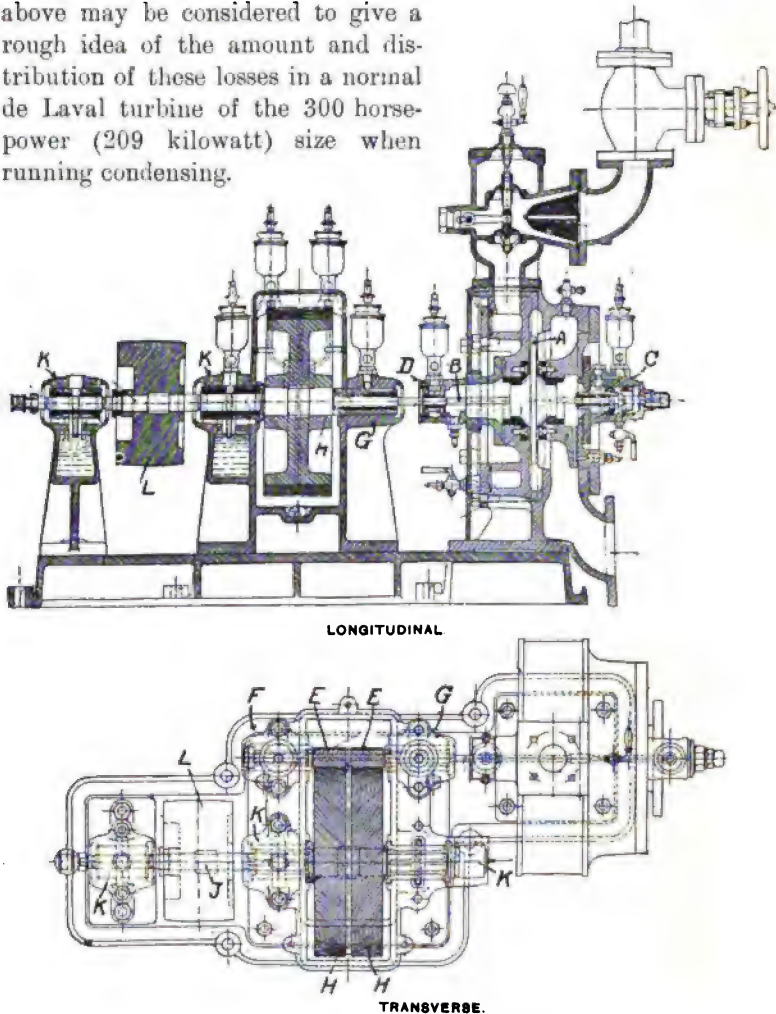 above may be considered to give a
rough idea of the amount and dis-
tribution of these losses in a normal
de Laval turbine of the 300 horse-
power (209 kilowatt) size when
running condensing.
A
K
K
D
B
C
H
G
L
LONGITUDINAL
F
E
E
G
L
K
K
J
K
H
H
TRANSVERSE.